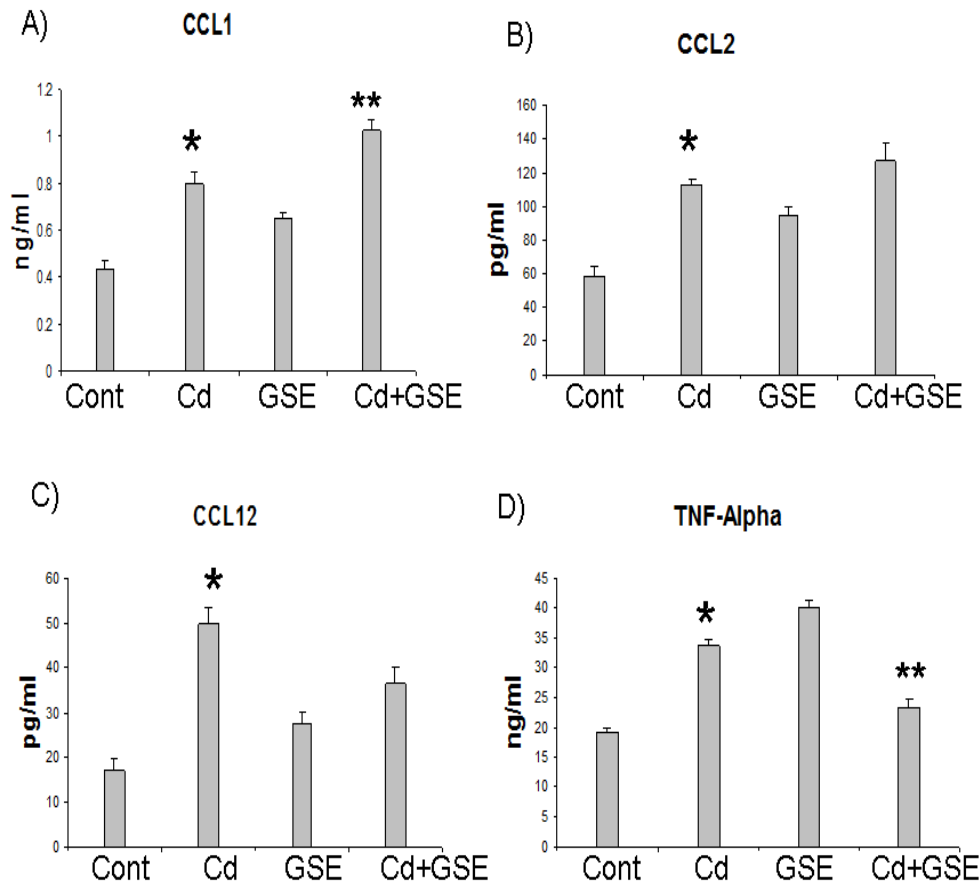 A)
CCL1
ng/ml
1.2
1
0.8
0.6
0.4
0.2
0
*
**
Cont Cd GSE Cd+GSE
B)
CCL2
pg/ml
160
140
120
100
80
60
40
20
0
*
Cont Cd GSE Cd+GSE
C)
CCL12
pg/ml
60
50
40
30
20
10
0
*
Cont Cd GSE Cd+GSE
D)
TNF-Alpha
ng/ml
45
40
35
30
25
20
15
10
5
0
*
**
Cont Cd GSE Cd+GSE